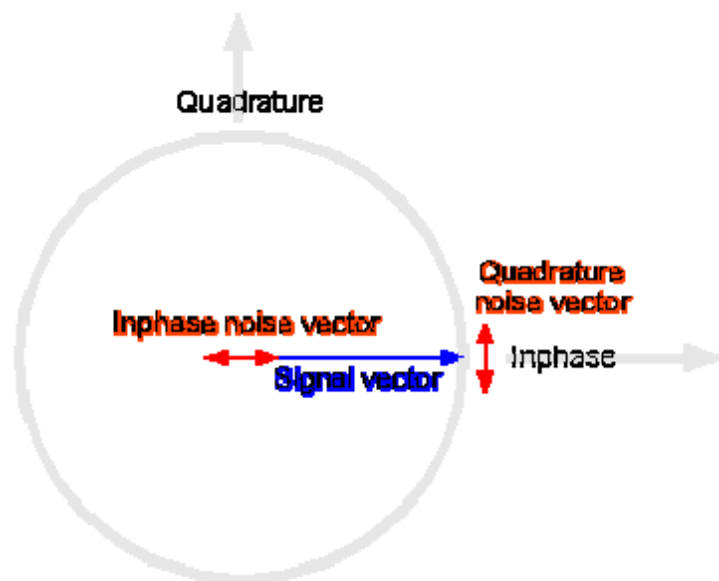 Quadrature
Quadrature
noise vector
Inphase noise vector
Inphase
Signal vector